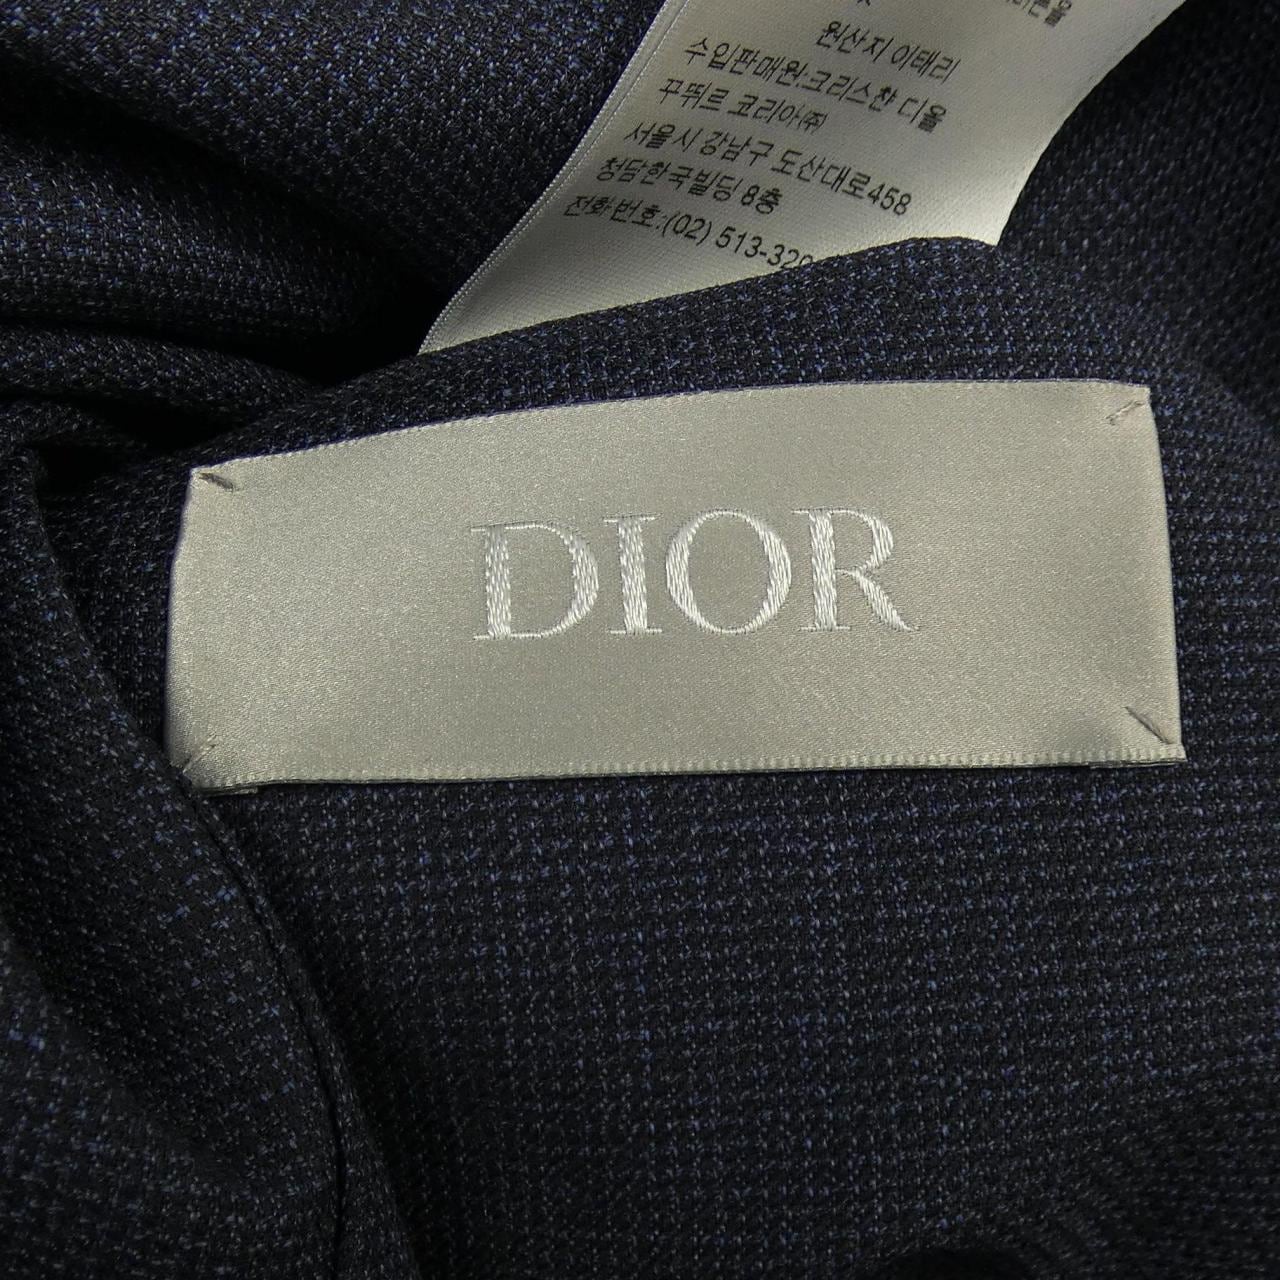 원산지 이태리
수입판매원:크리스챤 디올
꾸뛰르 코리아㈜
서울시 강남구 도산대로458
청담한국빌딩 8층
전화번호:(02) 513-320
DIOR